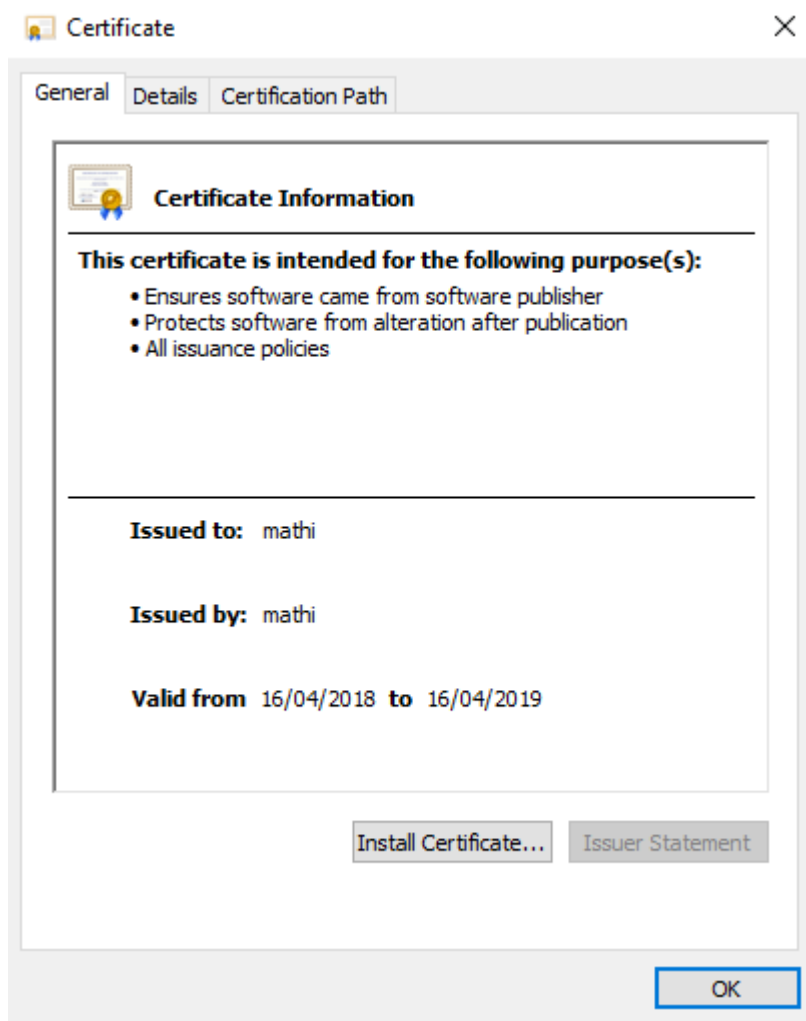 Certificate
General Details Certification Path
Certificate Information
This certificate is intended for the following purpose(s):
• Ensures software came from software publisher
• Protects software from alteration after publication
• All issuance policies
Issued to: mathi
Issued by: mathi
Valid from 16/04/2018 to 16/04/2019
Install Certificate... Issuer Statement
OK